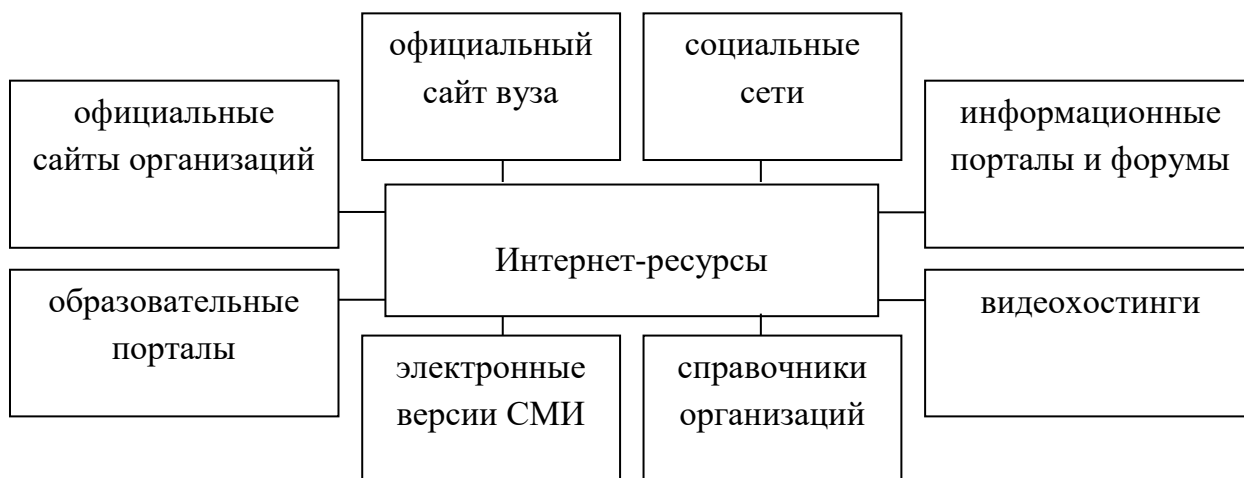 официальный
сайт вуза
социальные
сети
официальные
сайты организаций
информационные
порталы и форумы
Интернет-ресурсы
образовательные
порталы
видеохостинги
электронные
версии СМИ
справочники
организаций